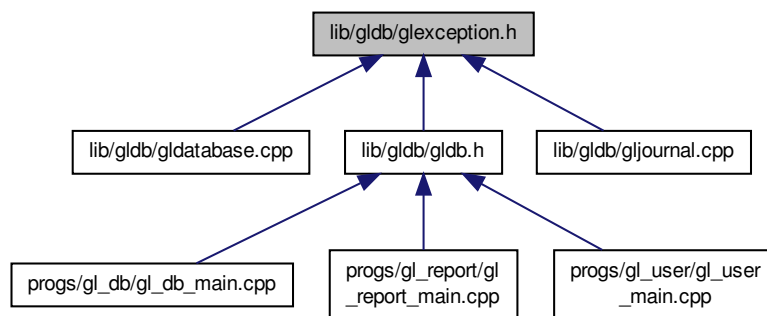 lib/gldb/glexception.h
lib/gldb/gldatabase.cpp
lib/gldb/gldb.h
lib/gldb/gljournal.cpp
progs/gl_db/gl_db_main.cpp
progs/gl_report/gl
_report_main.cpp
progs/gl_user/gl_user
_main.cpp